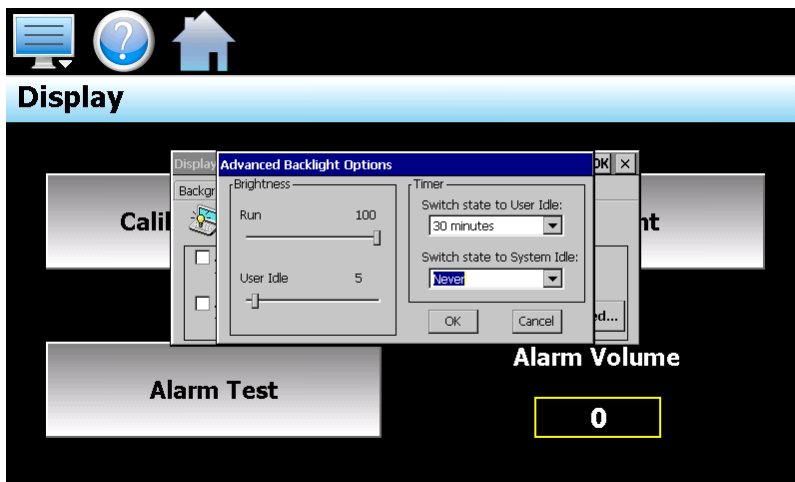 ?
Display
Display
Advanced Backlight Options
OK ×
Backgr
Brightness
Timer
Run 100
Switch state to User Idle:
30 minutes
User Idle 5
Switch state to System Idle:
Never
OK Cancel
ed...
Cali
nt
Alarm Test
Alarm Volume
0